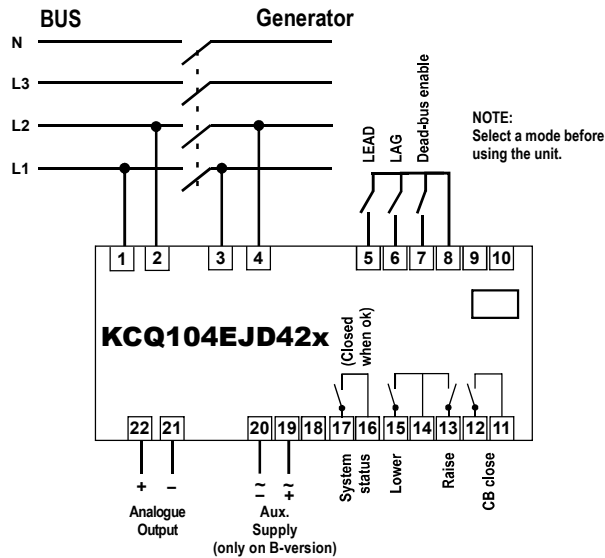 BUS
Generator
N
L3
L2
L1
LEAD
LAG
Dead-bus enable
NOTE:
Select a mode before
using the unit.
1 2 3 4 5 6 7 8 9 10
KCQ104EJD42x
(Closed
when ok)
22 21 20 19 18 17 16 15 14 13 12 11
+ – ~ – ~ +
System
status
Lower
Raise
CB close
Analogue
Output
Aux.
Supply
(only on B-version)